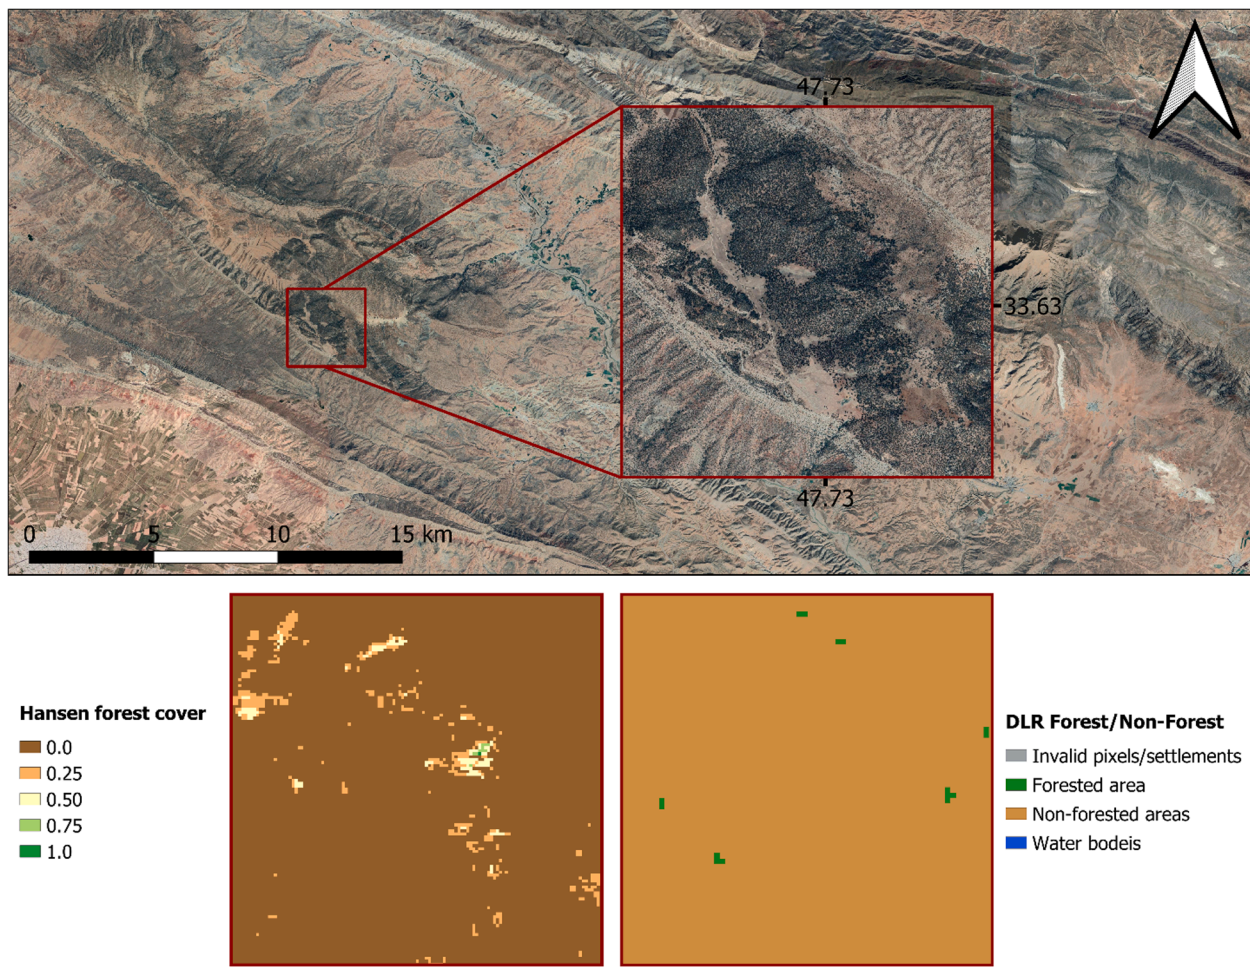 47.73
33.63
47.73
0 5 10 15 km
Hansen forest cover
0.0
0.25
0.50
0.75
1.0
DLR Forest/Non-Forest
Invalid pixels/settlements
Forested area
Non-forested areas
Water bodeis